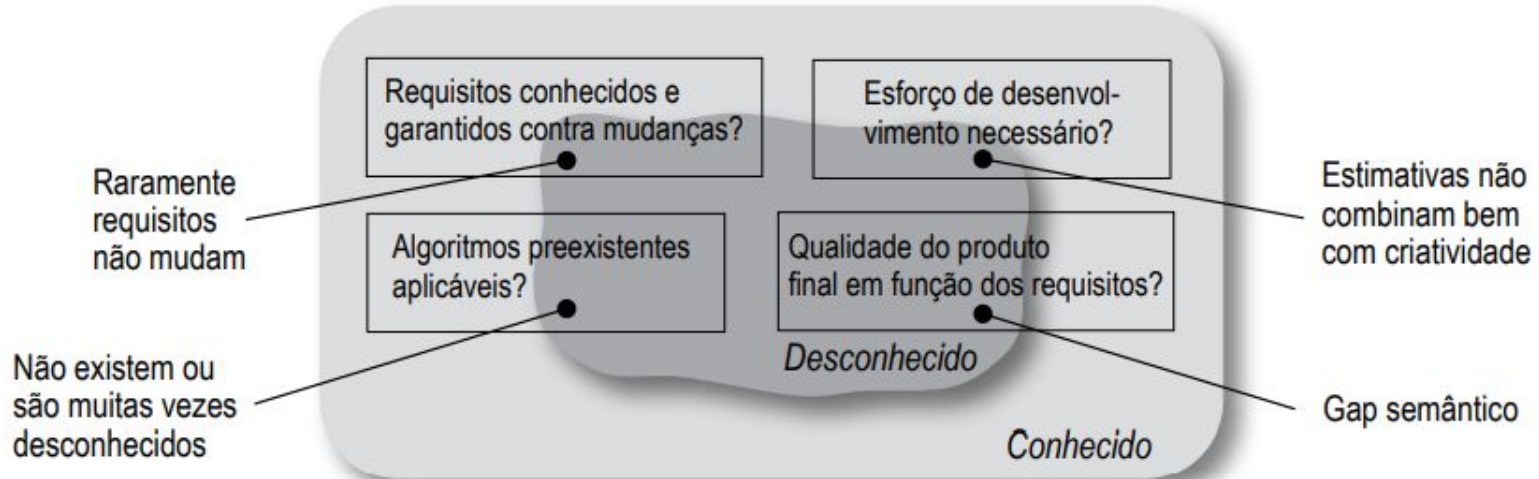 Requisitos conhecidos e
garantidos contra mudanças?
Esforço de desenvol-
vimento necessário?
Raramente
requisitos
não mudam
Estimativas não
combinam bem
com criatividade
Algoritmos preexistentes
aplicáveis?
Qualidade do produto
final em função dos requisitos?
Desconhecido
Não existem ou
são muitas vezes
desconhecidos
Gap semântico
Conhecido